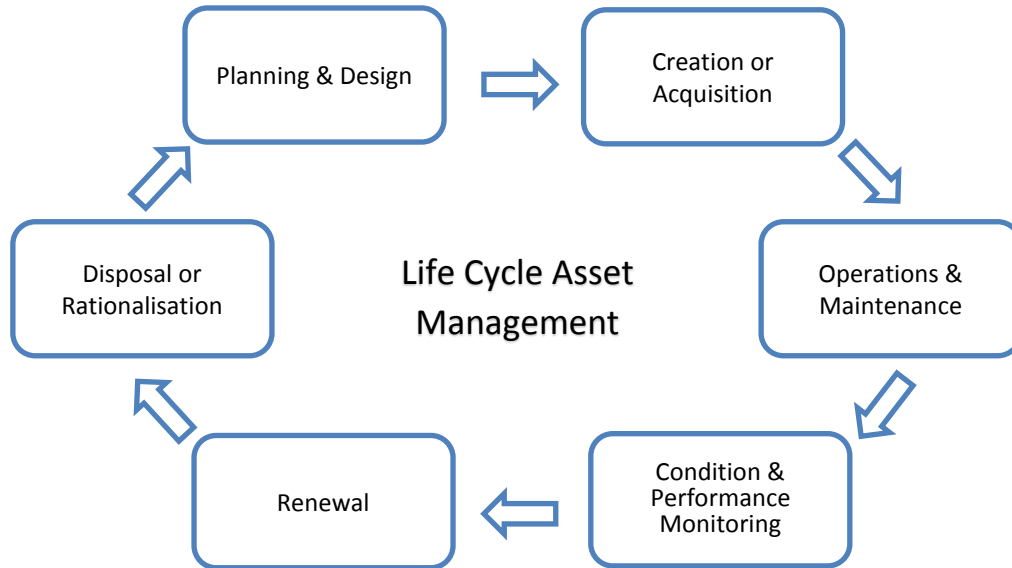 Planning & Design
Creation or
Acquisition
Disposal or
Rationalisation
Life Cycle Asset
Management
Operations &
Maintenance
Renewal
Condition &
Performance
Monitoring